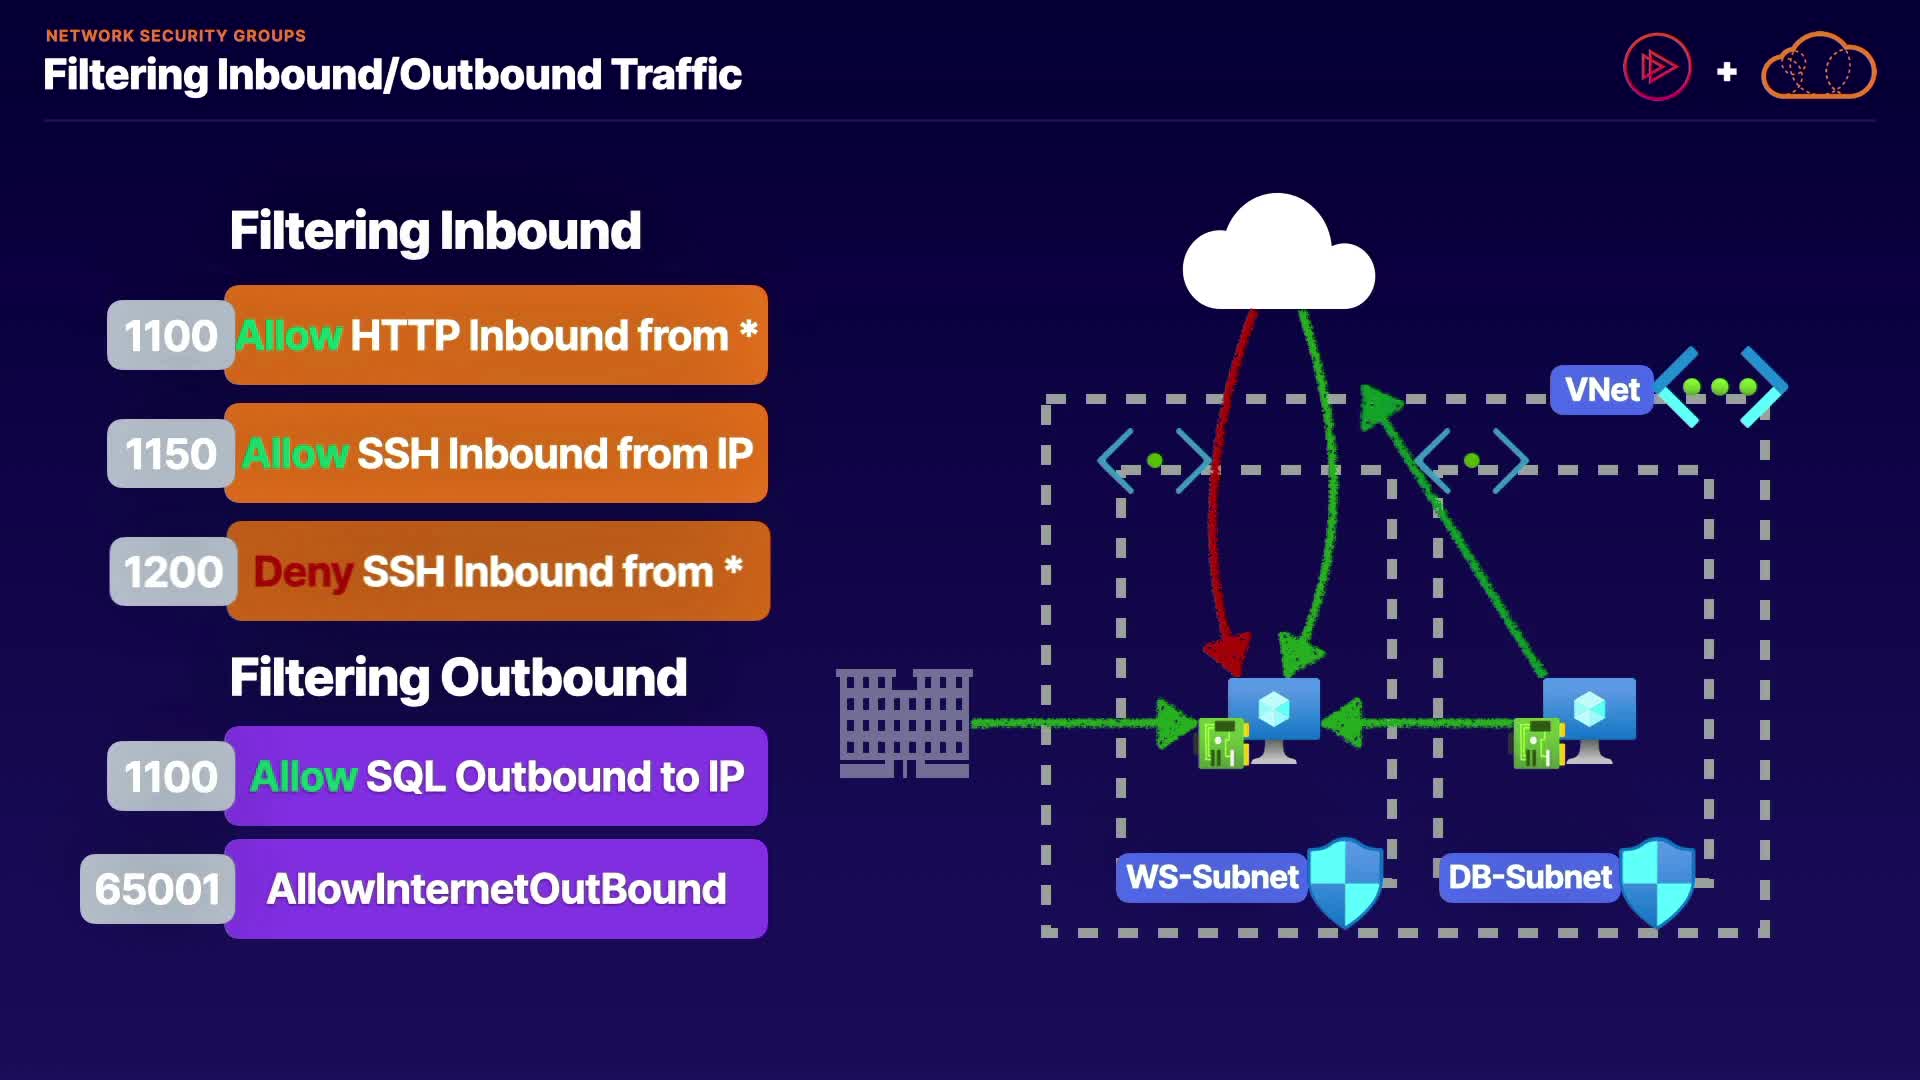 NETWORK SECURITY GROUPS
Filtering Inbound/Outbound Traffic
Filtering Inbound
1100 Allow HTTP Inbound from *
1150 Allow SSH Inbound from IP
1200 Deny SSH Inbound from *
Filtering Outbound
1100 Allow SQL Outbound to IP
65001 AllowInternetOutBound
VNet
WS-Subnet
DB-Subnet